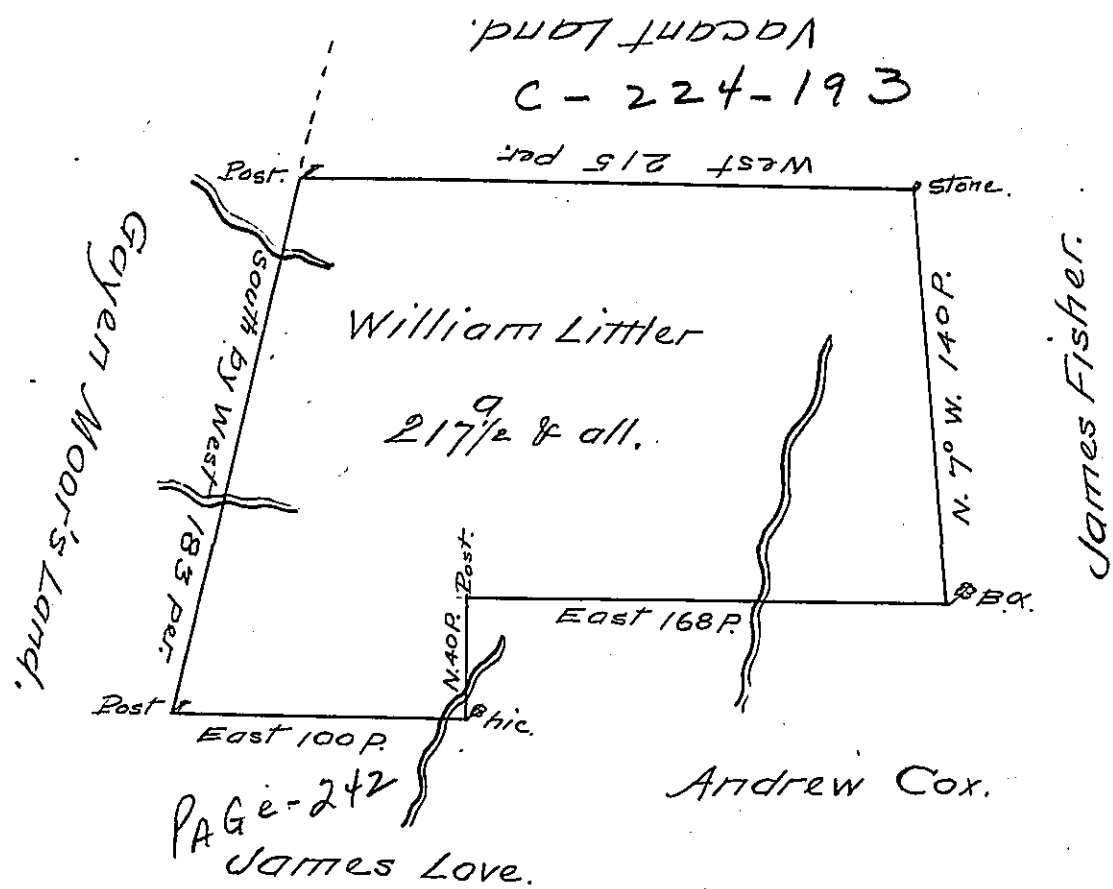 Vacant Land.
C - 224 - 193
West 215 per.
Post.
Stone.
Gayen Moor's Land.
South by West 183 per.
William Littler
217 1/2 a & all.
N. 7° W. 140 P.
James Fisher.
Post.
East 168 P.
B.O.
N. 40 P.
Post
hic.
East 100 P.
Andrew Cox.
PAGe - 242
James Love.